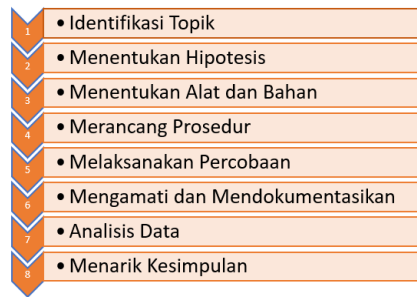 1 • Identifikasi Topik
2 • Menentukan Hipotesis
3 • Menentukan Alat dan Bahan
4 • Merancang Prosedur
5 • Melaksanakan Percobaan
6 • Mengamati dan Mendokumentasikan
7 • Analisis Data
8 • Menarik Kesimpulan